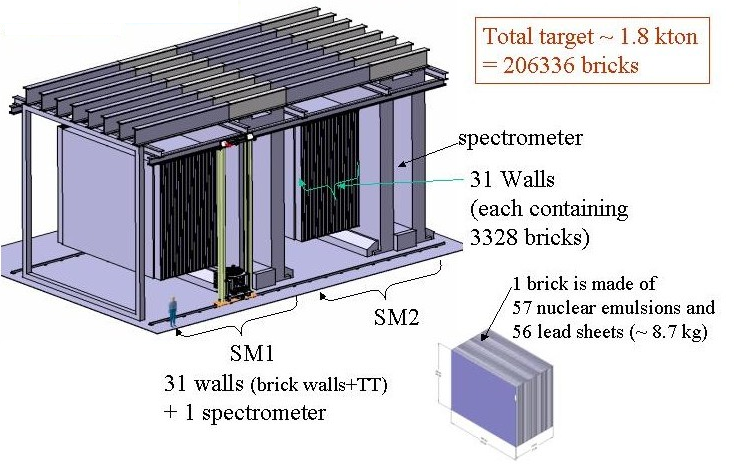 Total target ~ 1.8 kton
= 206336 bricks
spectrometer
31 Walls
(each containing
3328 bricks)
1 brick is made of
57 nuclear emulsions and
56 lead sheets (~ 8.7 kg)
SM2
SM1
31 walls (brick walls+TT)
+ 1 spectrometer